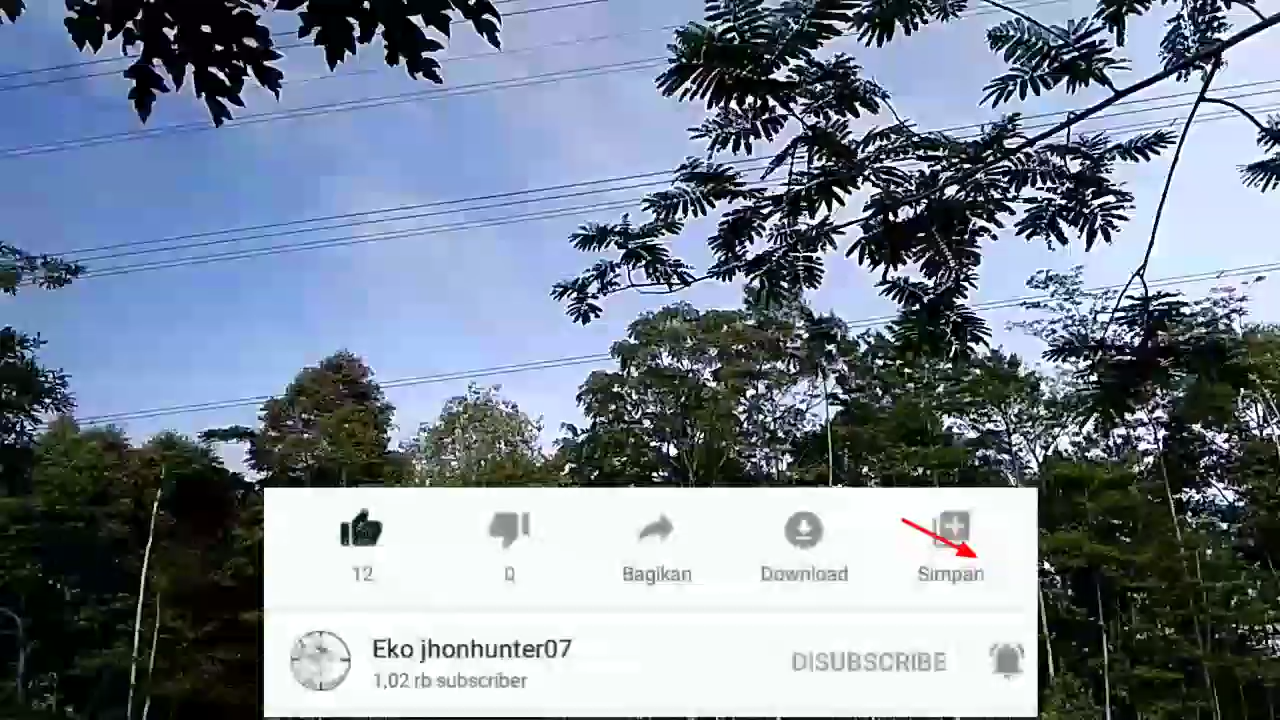 12
0
Bagikan
Download
Simpan
Eko jhonhunter07
DISUBSCRIBE
1,02 rb subscriber